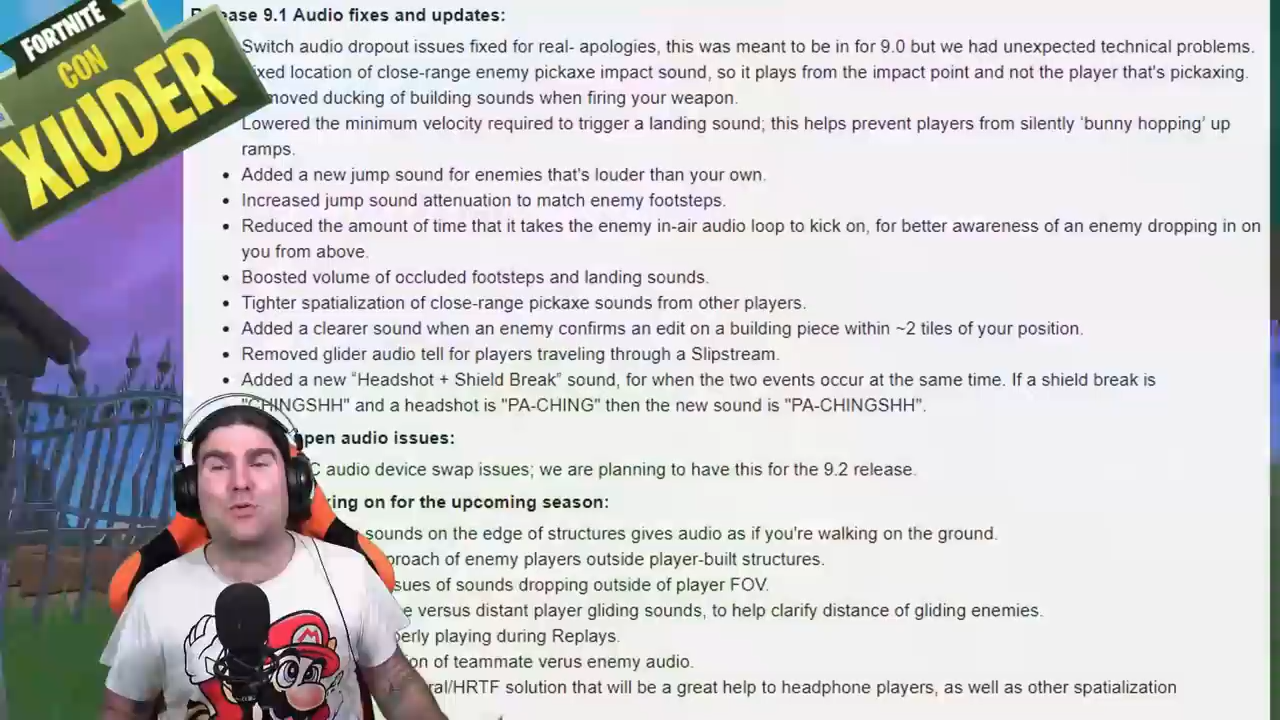 FORTNITE
CON
XIUDER
Release 9.1 Audio fixes and updates:
Switch audio dropout issues fixed for real- apologies, this was meant to be in for 9.0 but we had unexpected technical problems.
location of close-range enemy pickaxe impact sound, so it plays from the impact point and not the player that's pickaxing.
ducking of building sounds when firing your weapon.
Lowered the minimum velocity required to trigger a landing sound; this helps prevent players from silently 'bunny hopping' up
ramps.
Added a new jump sound for enemies that's louder than your own.
Increased jump sound attenuation to match enemy footsteps.
Reduced the amount of time that it takes the enemy in-air audio loop to kick on, for better awareness of an enemy dropping in on
you from above.
Boosted volume of occluded footsteps and landing sounds.
Tighter spatialization of close-range pickaxe sounds from other players.
Added a clearer sound when an enemy confirms an edit on a building piece within ~2 tiles of your position.
Removed glider audio tell for players traveling through a Slipstream.
Added a new “Headshot + Shield Break” sound, for when the two events occur at the same time. If a shield break is
"CHINGSHH" and a headshot is "PA-CHING" then the new sound is "PA-CHINGSHH".
audio issues:
audio device swap issues; we are planning to have this for the 9.2 release.
on for the upcoming season:
sounds on the edge of structures gives audio as if you're walking on the ground.
of enemy players outside player-built structures.
of sounds dropping outside of player FOV.
versus distant player gliding sounds, to help clarify distance of gliding enemies.
playing during Replays.
of teammate verus enemy audio.
solution that will be a great help to headphone players, as well as other spatialization
M